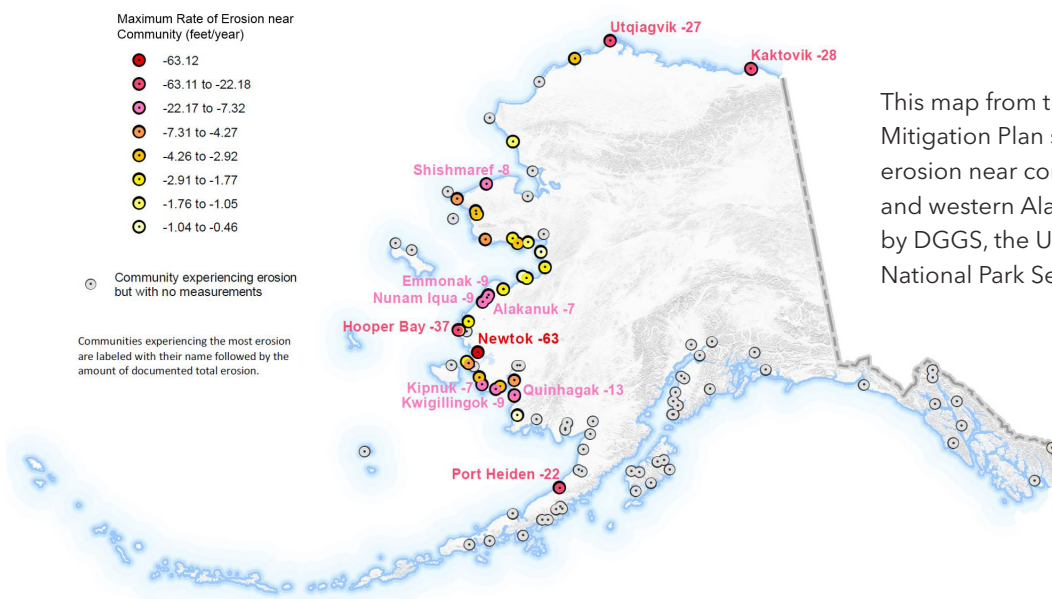 Maximum Rate of Erosion near
Community (feet/year)
-63.12
-63.11 to -22.18
-22.17 to -7.32
-7.31 to -4.27
-4.26 to -2.92
-2.91 to -1.77
-1.76 to -1.05
-1.04 to -0.46
Community experiencing erosion
but with no measurements
Communities experiencing the most erosion
are labeled with their name followed by the
amount of documented total erosion.
Utqiagvik -27
Kaktovik -28
Shishmaref -8
Emmonak -9
Nunam Iqua -9
Alakanuk -7
Hooper Bay -37
Newtok -63
Kipnuk -7
Quinhagak -13
Kwigillingok -9
Port Heiden -22
This map from t
Mitigation Plan s
erosion near co
and western Ala
by DGGS, the U
National Park Se